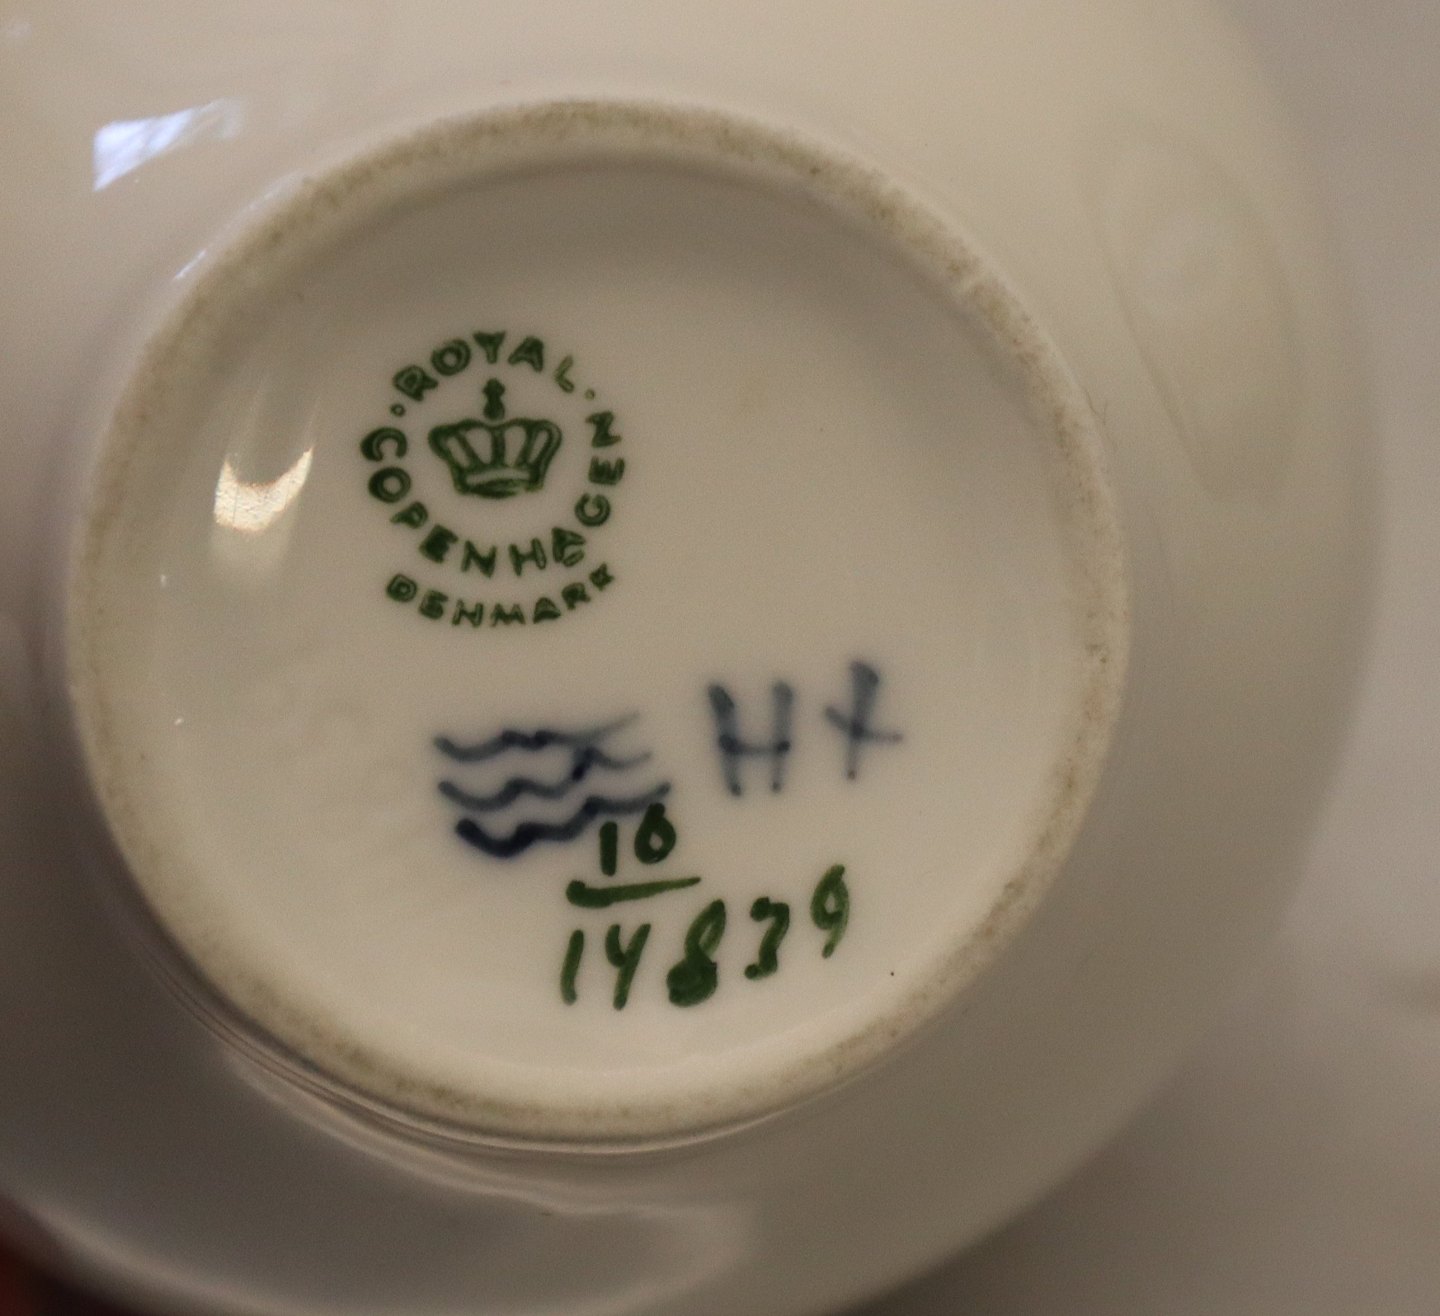 ROYAL
COPENHAGEN
DENMARK
H+
10
14839